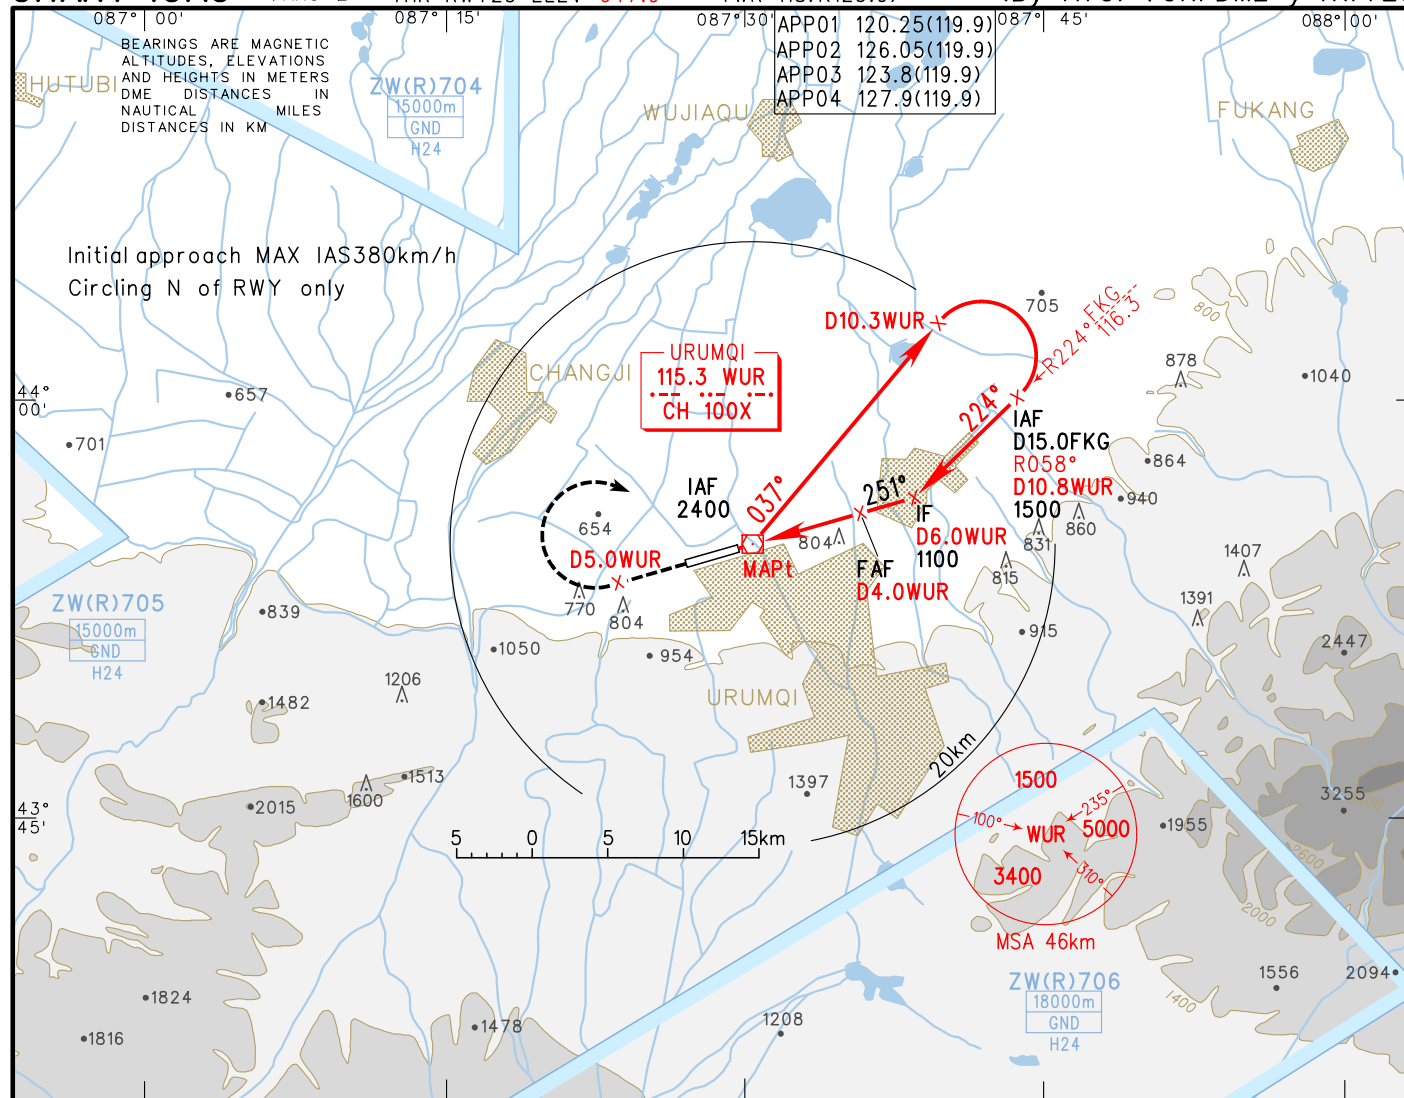 087° 00'
087° 15'
087° 30'
087° 45'
088° 00'
BEARINGS ARE MAGNETIC
ALTITUDES, ELEVATIONS
AND HEIGHTS IN METERS
DME DISTANCES IN
NAUTICAL MILES
DISTANCES IN KM
APP01 120.25(119.9)
APP02 126.05(119.9)
APP03 123.8(119.9)
APP04 127.9(119.9)
HUTUBI
ZW(R)704
15000m
GND
H24
WUJIAQU
FUKANG
Initial approach MAX IAS380km/h
Circling N of RWY only
705
800
D10.3WUR
R224°FKG
116.3
URUMQI
115.3 WUR
CH 100X
CHANGJI
878
1040
44°
00'
657
701
224°
IAF
D15.0FKG
R058°
D10.8WUR
1500
864
940
860
831
815
IAF
2400
037°
251°
IF
D6.0WUR
1100
654
D5.0WUR
804
MAPt
FAF
D4.0WUR
770
804
1407
1391
2447
915
ZW(R)705
15000m
GND
H24
839
1050
954
1206
1482
URUMQI
20km
1397
1513
1600
2015
43°
45'
5 0 5 10 15km
1500
100°
235°
WUR
5000
3400
310°
MSA 46km
1955
3255
2600
2000
1400
1556
2094
ZW(R)706
18000m
GND
H24
1824
1816
1478
1208